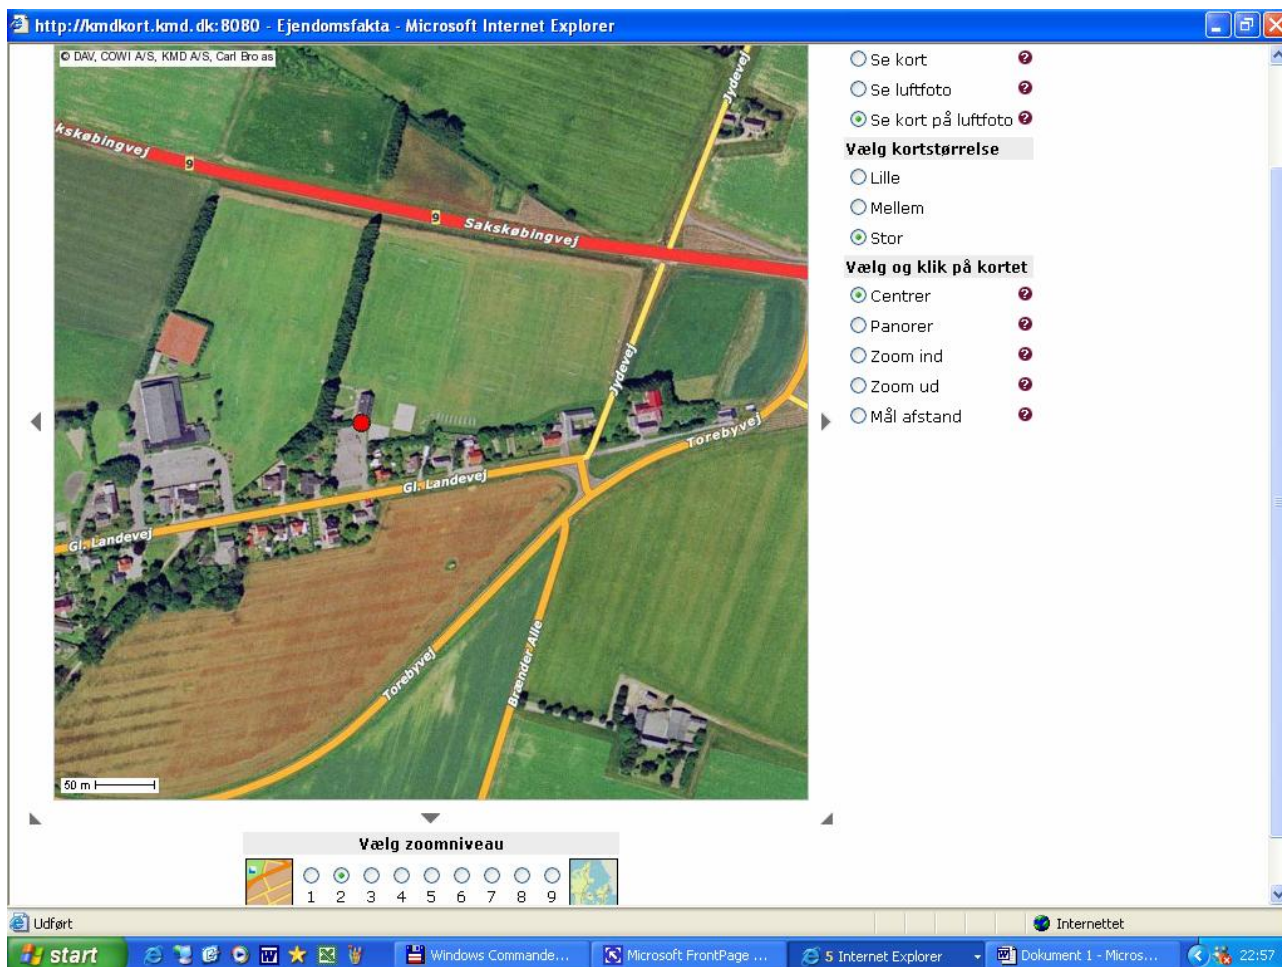 http://kmdkort.kmd.dk:8080 - Ejendomsfakta - Microsoft Internet Explorer
© DAV, COWI A/S, KMD A/S, Carl Bro as
Jydevej
kskøbingvej
9
9
Sakskøbingvej
Jydevej
Torebyvej
Gl. Landevej
Gl. Landevej
Torebyvej
Brænder Alle
50 m
Se kort
Se luftfoto
Se kort på luftfoto
Vælg kortstørrelse
Lille
Mellem
Stor
Vælg og klik på kortet
Centrer
Panorer
Zoom ind
Zoom ud
Mål afstand
Vælg zoomniveau
1 2 3 4 5 6 7 8 9
Udført
Internettet
start
Windows Commande...
Microsoft FrontPage ...
5 Internet Explorer
Dokument 1 - Micros...
22:57